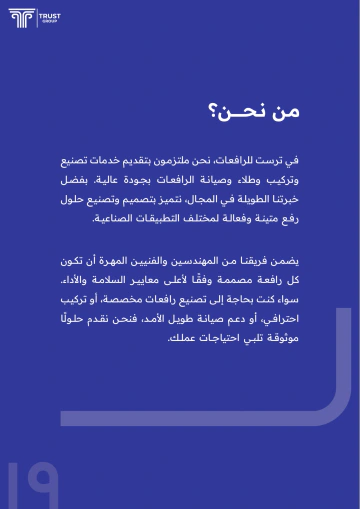 TRUST
GROUP
من نحـن؟
في ترست للرافعات، نحن ملتزمون بتقديم خدمات تصنيع
وتركيب وطلاء وصيانة الرافعات بجودة عالية. بفضل
خبرتنا الطويلة في المجال، نتميز بتصميم وتصنيع حلول
رفع متينة وفعالة لمختلف التطبيقات الصناعية.
يضمن فريقنا من المهندسين والفنيين المهرة أن تكون
كل رافعة مصممة وفقًا لأعلى معايير السلامة والأداء.
سواء كنت بحاجة إلى تصنيع رافعات مخصصة، أو تركيب
احترافي، أو دعم صيانة طويل الأمد، فنحن نقدم حلولًا
موثوقة تلبي احتياجات عملك.
١٩